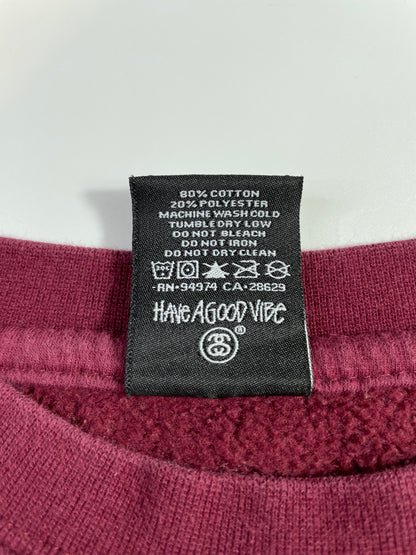 80% COTTON
20% POLYESTER
MACHINE WASH COLD
TUMBLE DRY LOW
DO NOT BLEACH
DO NOT IRON
DO NOT DRY CLEAN
-RN•94974 CA•28629
HAVE A GOOD VIBE
®